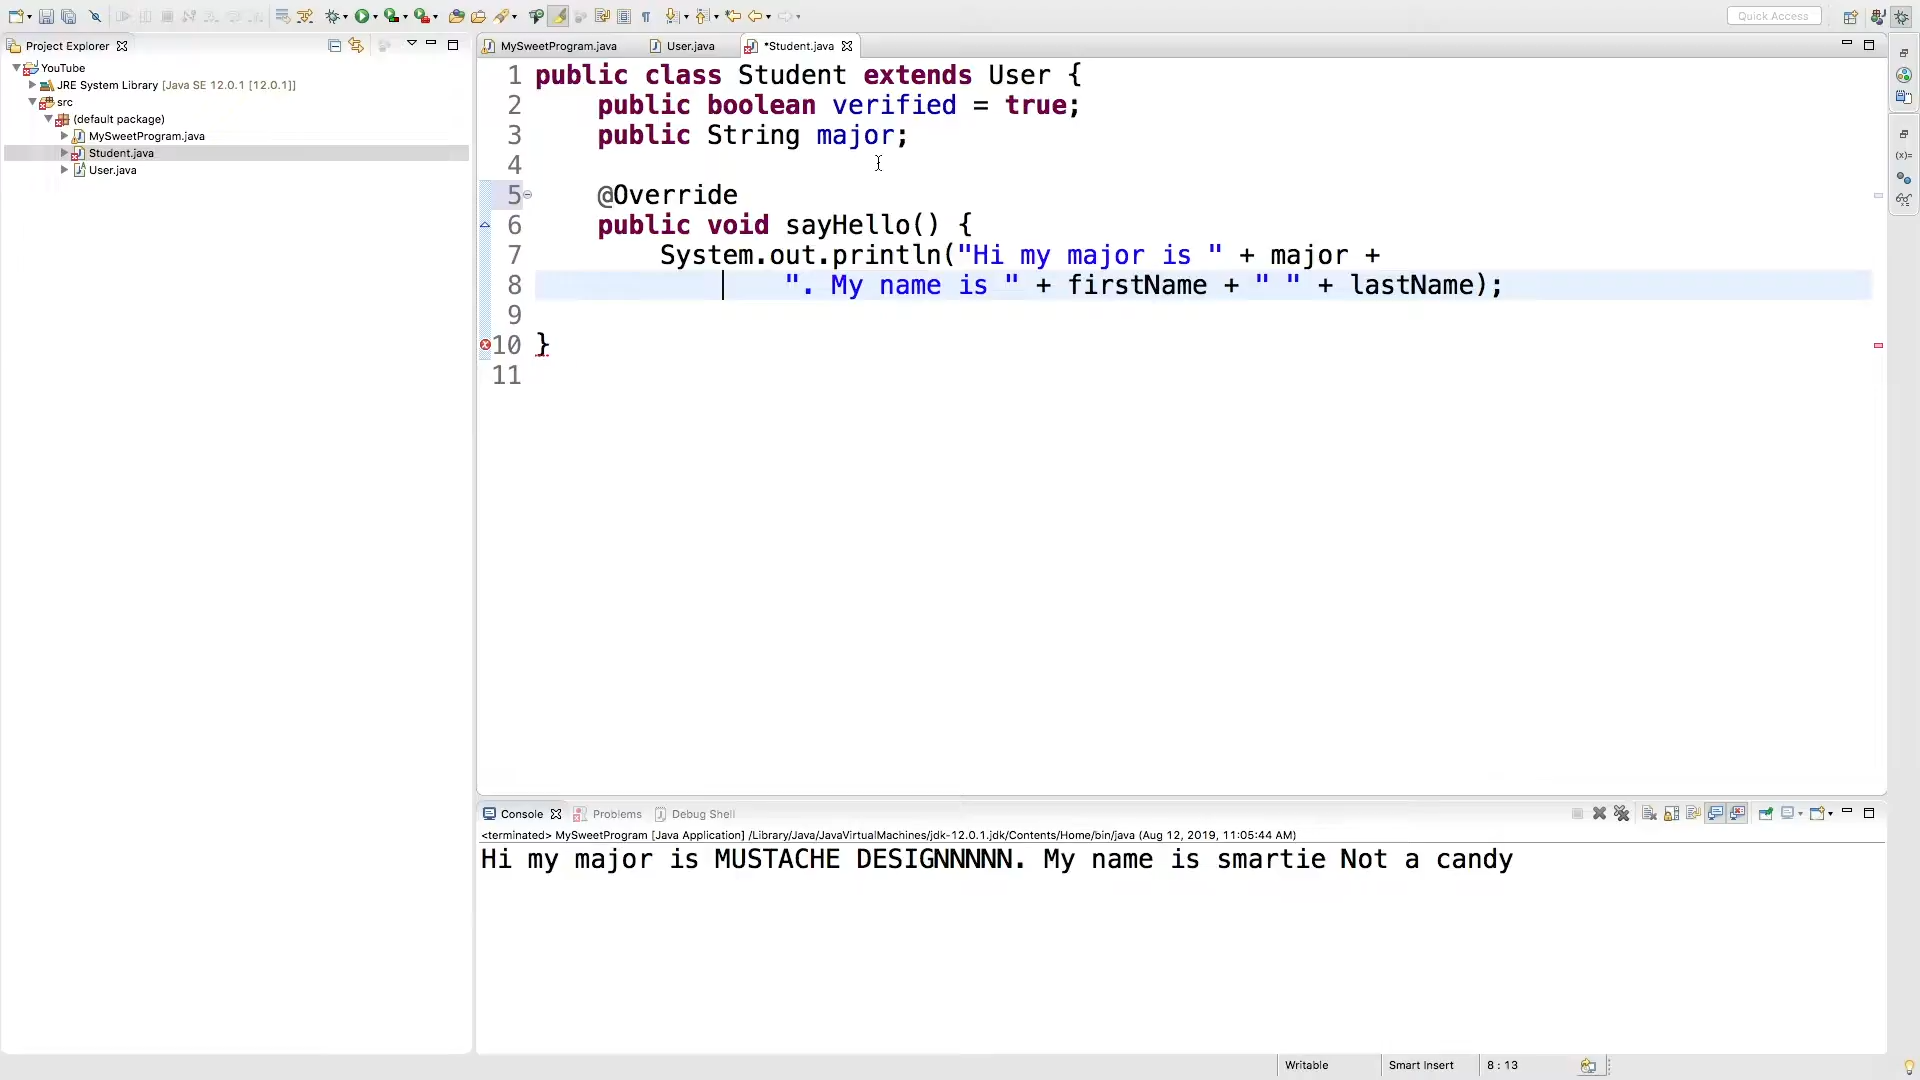 Quick Access
Project Explorer
YouTube
JRE System Library [Java SE 12.0.1 [12.0.1]]
src
(default package)
MySweetProgram.java
Student.java
User.java
MySweetProgram.java
User.java
*Student.java
1 public class Student extends User {
2 public boolean verified = true;
3 public String major;
4
5 @Override
6 public void sayHello() {
7 System.out.println("Hi my major is " + major +
8 ". My name is " + firstName + " " + lastName);
9
10 }
11
Console
Problems
Debug Shell
<terminated> MySweetProgram [Java Application] /Library/Java/JavaVirtualMachines/jdk-12.0.1.jdk/Contents/Home/bin/java (Aug 12, 2019, 11:05:44 AM)
Hi my major is MUSTACHE DESIGNNNNN. My name is smartie Not a candy
Writable
Smart Insert
8 : 13